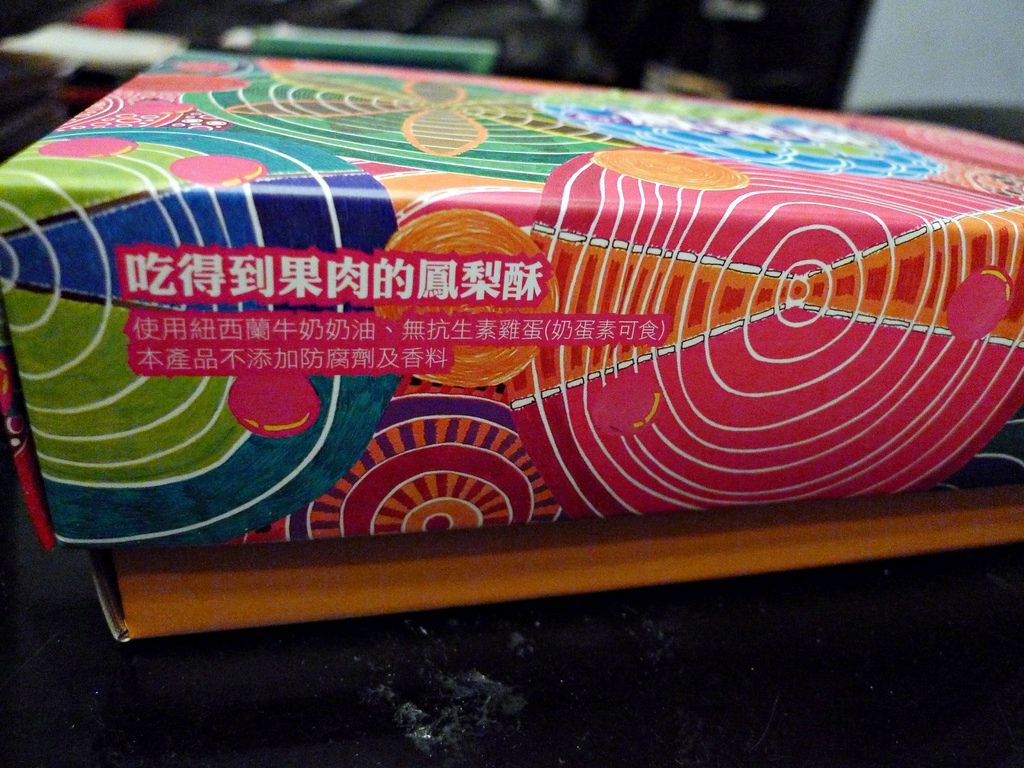 吃得到果肉的鳳梨酥
使用紐西蘭牛奶奶油、無抗生素雞蛋(奶蛋素可食)
本產品不添加防腐劑及香料